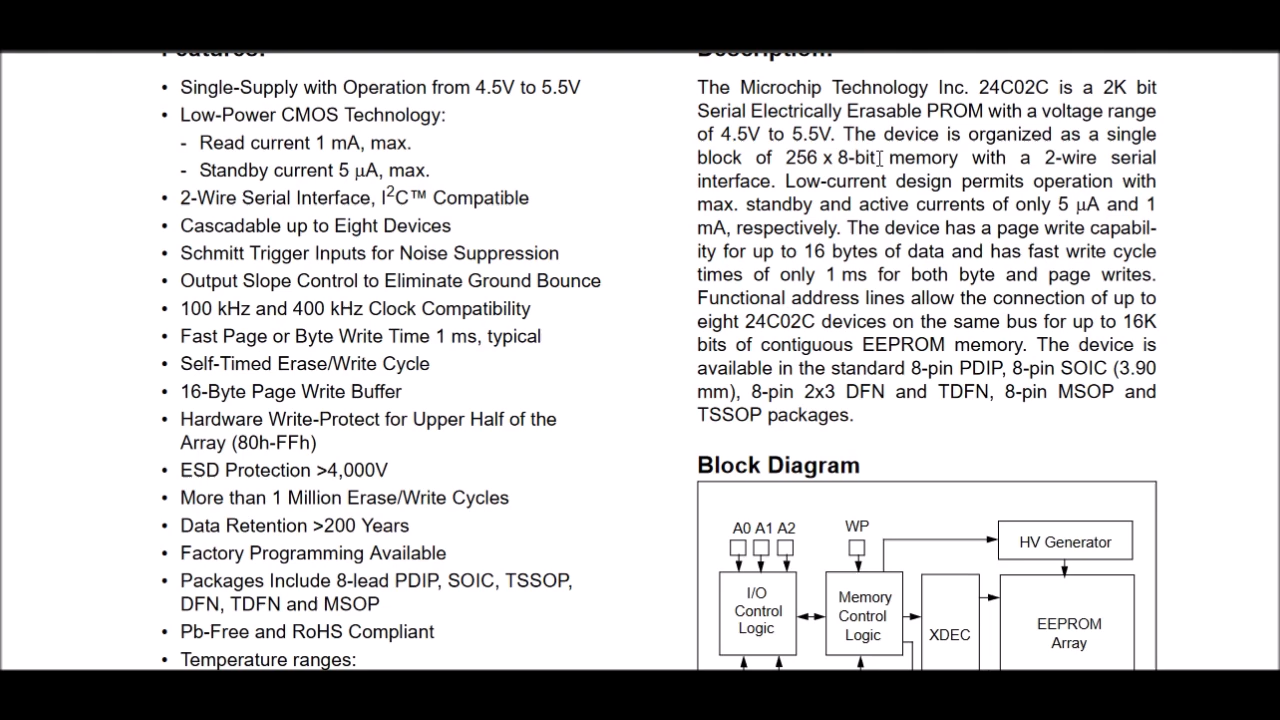 Features:
• Single-Supply with Operation from 4.5V to 5.5V
• Low-Power CMOS Technology:
- Read current 1 mA, max.
- Standby current 5 μA, max.
• 2-Wire Serial Interface, I²C™ Compatible
• Cascadable up to Eight Devices
• Schmitt Trigger Inputs for Noise Suppression
• Output Slope Control to Eliminate Ground Bounce
• 100 kHz and 400 kHz Clock Compatibility
• Fast Page or Byte Write Time 1 ms, typical
• Self-Timed Erase/Write Cycle
• 16-Byte Page Write Buffer
• Hardware Write-Protect for Upper Half of the
Array (80h-FFh)
• ESD Protection >4,000V
• More than 1 Million Erase/Write Cycles
• Data Retention >200 Years
• Factory Programming Available
• Packages Include 8-lead PDIP, SOIC, TSSOP,
DFN, TDFN and MSOP
• Pb-Free and RoHS Compliant
• Temperature ranges:
Description:
The Microchip Technology Inc. 24C02C is a 2K bit
Serial Electrically Erasable PROM with a voltage range
of 4.5V to 5.5V. The device is organized as a single
block of 256 x 8-bit memory with a 2-wire serial
interface. Low-current design permits operation with
max. standby and active currents of only 5 μA and 1
mA, respectively. The device has a page write capabil-
ity for up to 16 bytes of data and has fast write cycle
times of only 1 ms for both byte and page writes.
Functional address lines allow the connection of up to
eight 24C02C devices on the same bus for up to 16K
bits of contiguous EEPROM memory. The device is
available in the standard 8-pin PDIP, 8-pin SOIC (3.90
mm), 8-pin 2x3 DFN and TDFN, 8-pin MSOP and
TSSOP packages.
Block Diagram
A0 A1 A2
WP
HV Generator
I/O
Control
Logic
Memory
Control
Logic
XDEC
EEPROM
Array